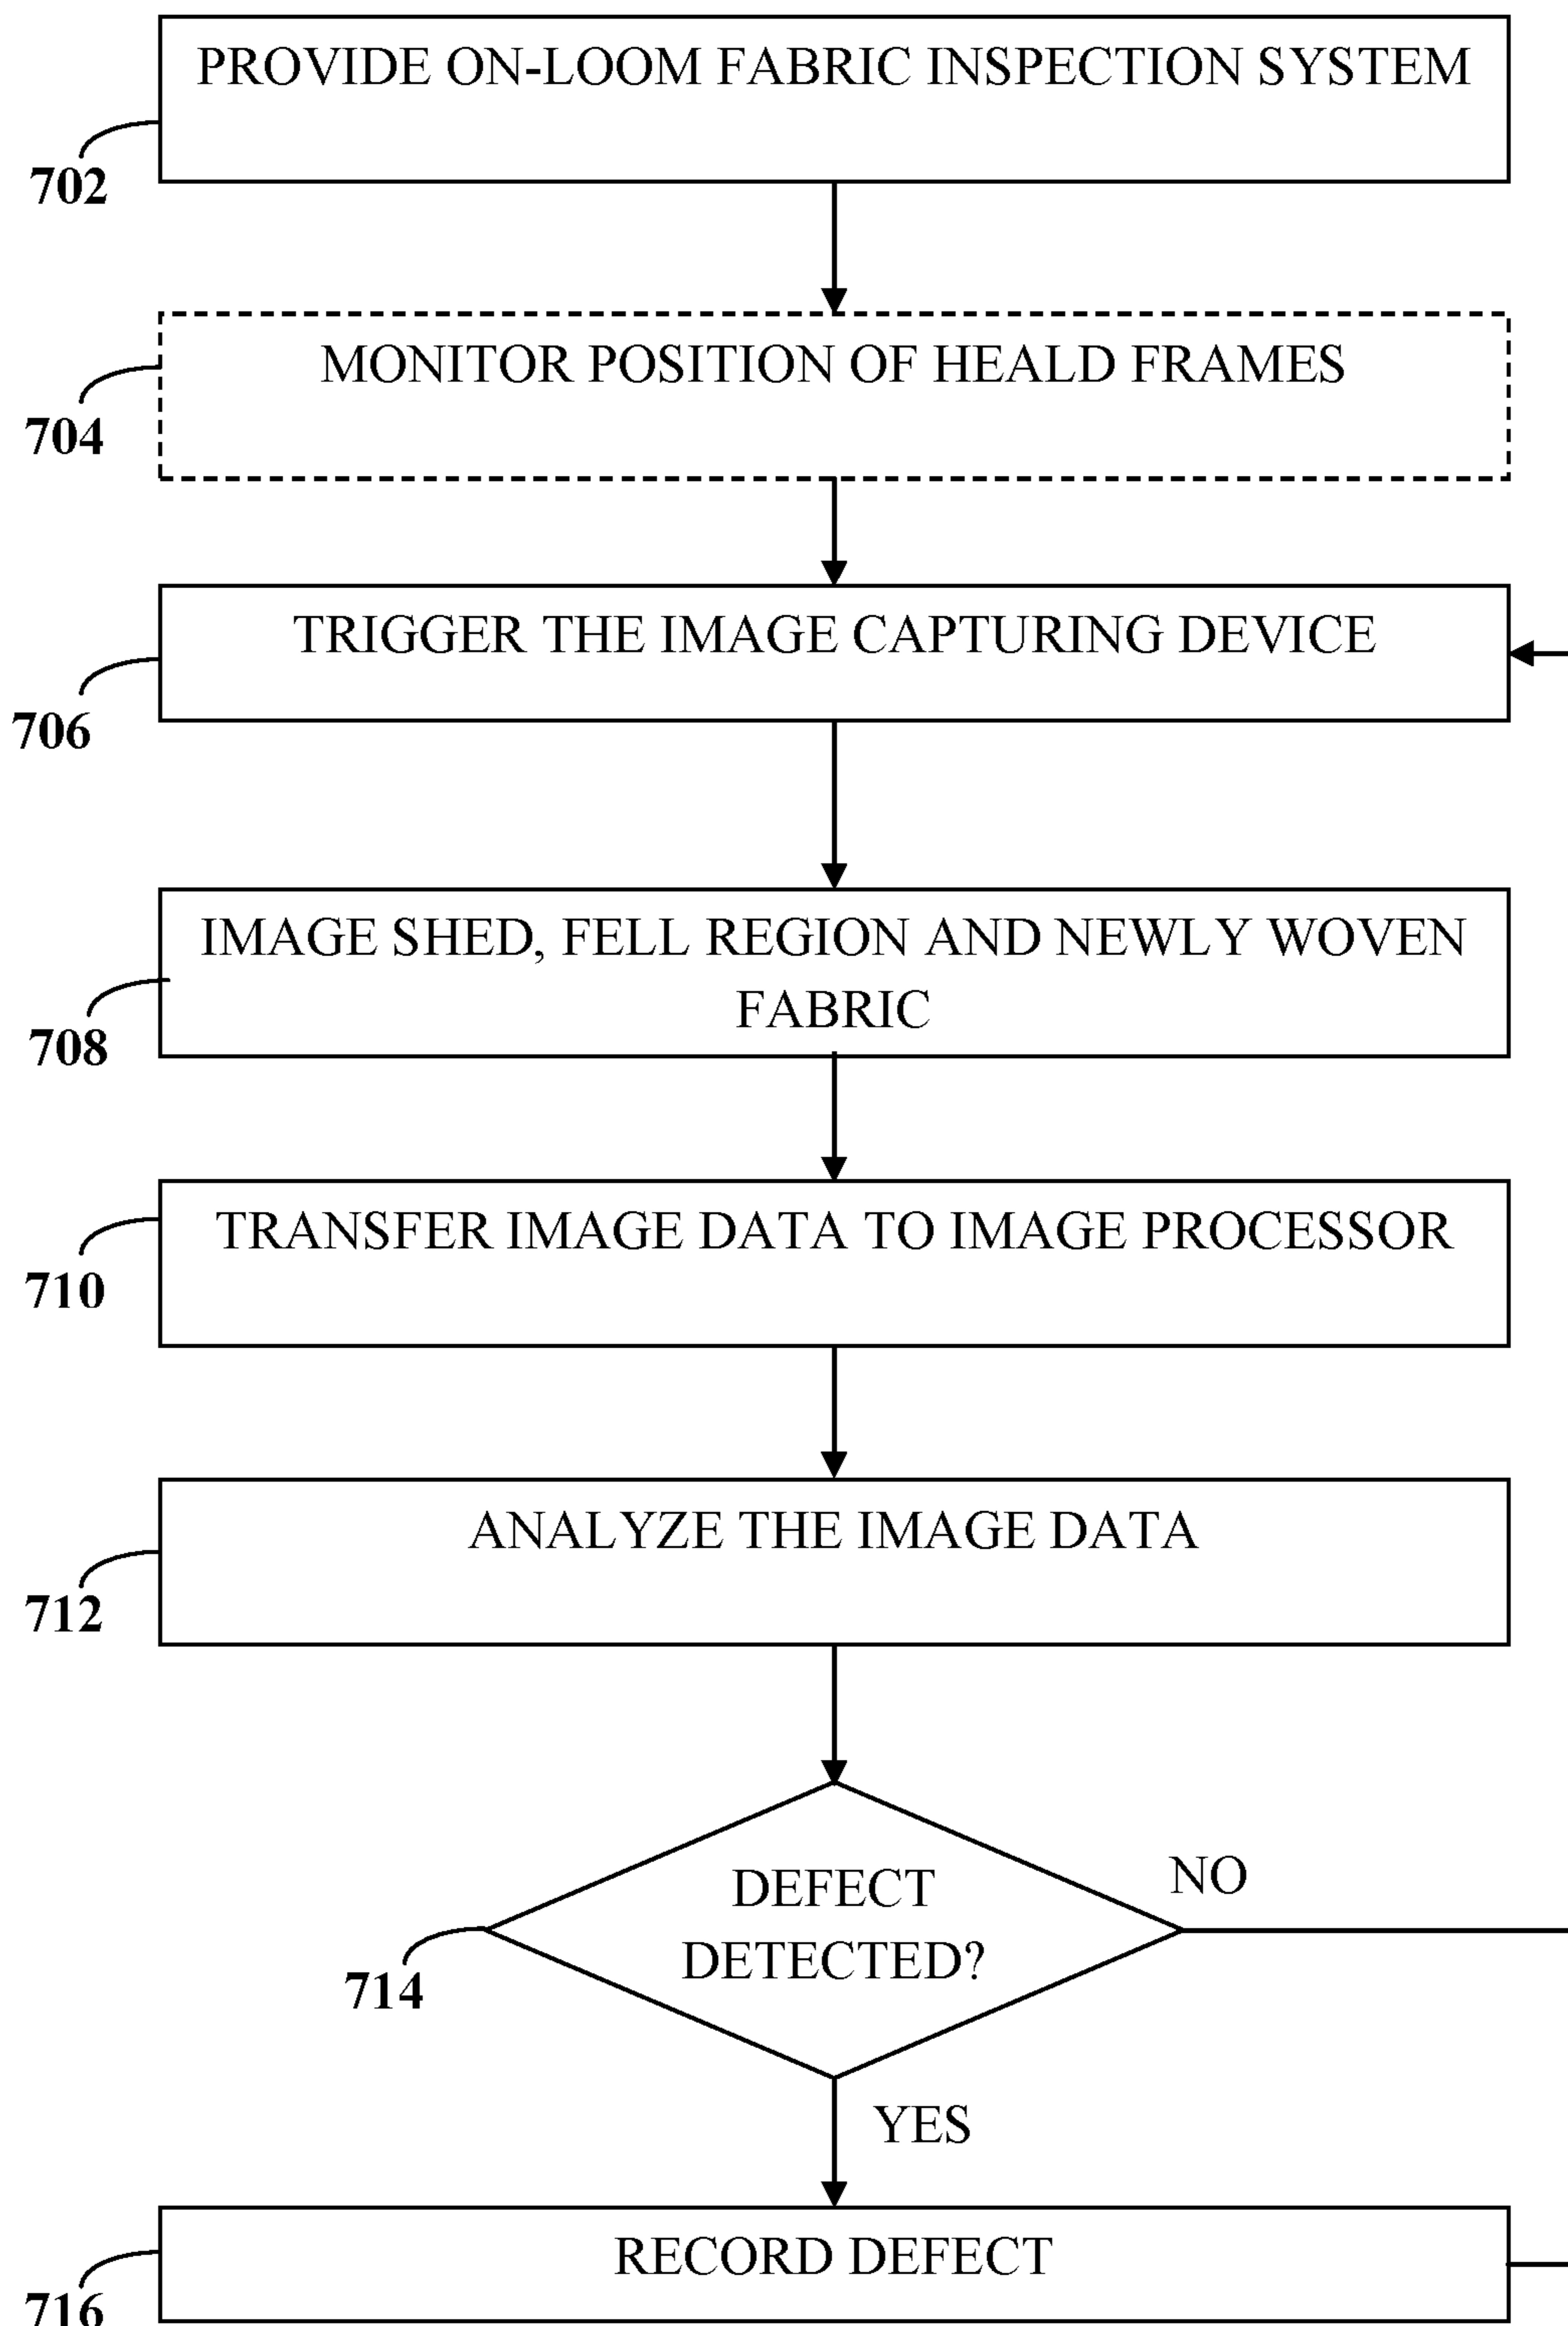 PROVIDE ON-LOOM FABRIC INSPECTION SYSTEM
702
MONITOR POSITION OF HEALD FRAMES
704
TRIGGER THE IMAGE CAPTURING DEVICE
706
IMAGE SHED, FELL REGION AND NEWLY WOVEN
FABRIC
708
TRANSFER IMAGE DATA TO IMAGE PROCESSOR
710
ANALYZE THE IMAGE DATA
712
NO
DEFECT
DETECTED?
714
YES
RECORD DEFECT
716